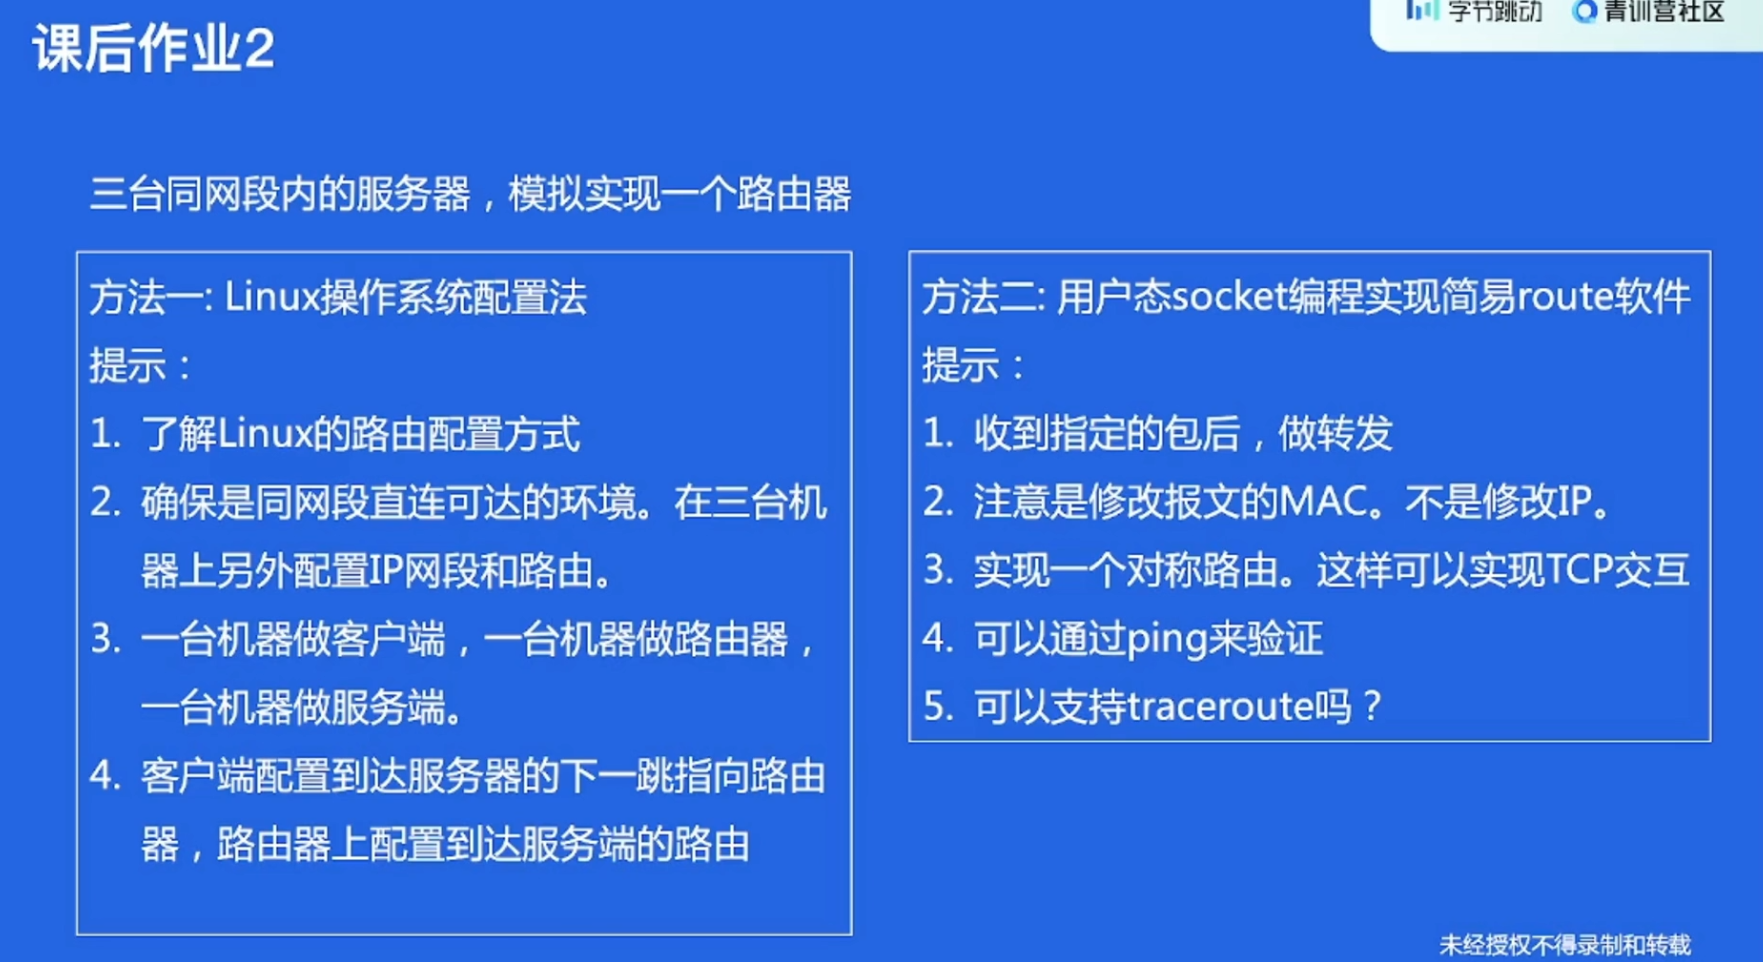 字节跳动 青训营社区
课后作业2
三台同网段内的服务器，模拟实现一个路由器
方法一: Linux操作系统配置法
提示：
1. 了解Linux的路由配置方式
2. 确保是同网段直连可达的环境。在三台机
器上另外配置IP网段和路由。
3. 一台机器做客户端，一台机器做路由器，
一台机器做服务端。
4. 客户端配置到达服务器的下一跳指向路由
器，路由器上配置到达服务端的路由
方法二: 用户态socket编程实现简易route软件
提示：
1. 收到指定的包后，做转发
2. 注意是修改报文的MAC。不是修改IP。
3. 实现一个对称路由。这样可以实现TCP交互
4. 可以通过ping来验证
5. 可以支持traceroute吗？
未经授权不得录制和转载